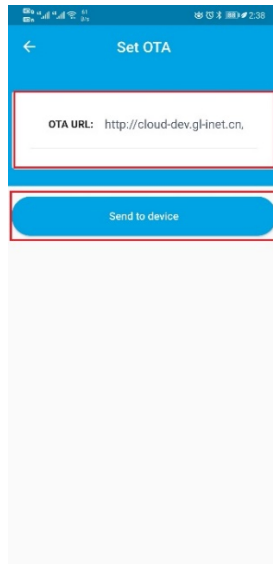 2:38
Set OTA
OTA URL: http://cloud-dev.gl-inet.cn,
Send to device